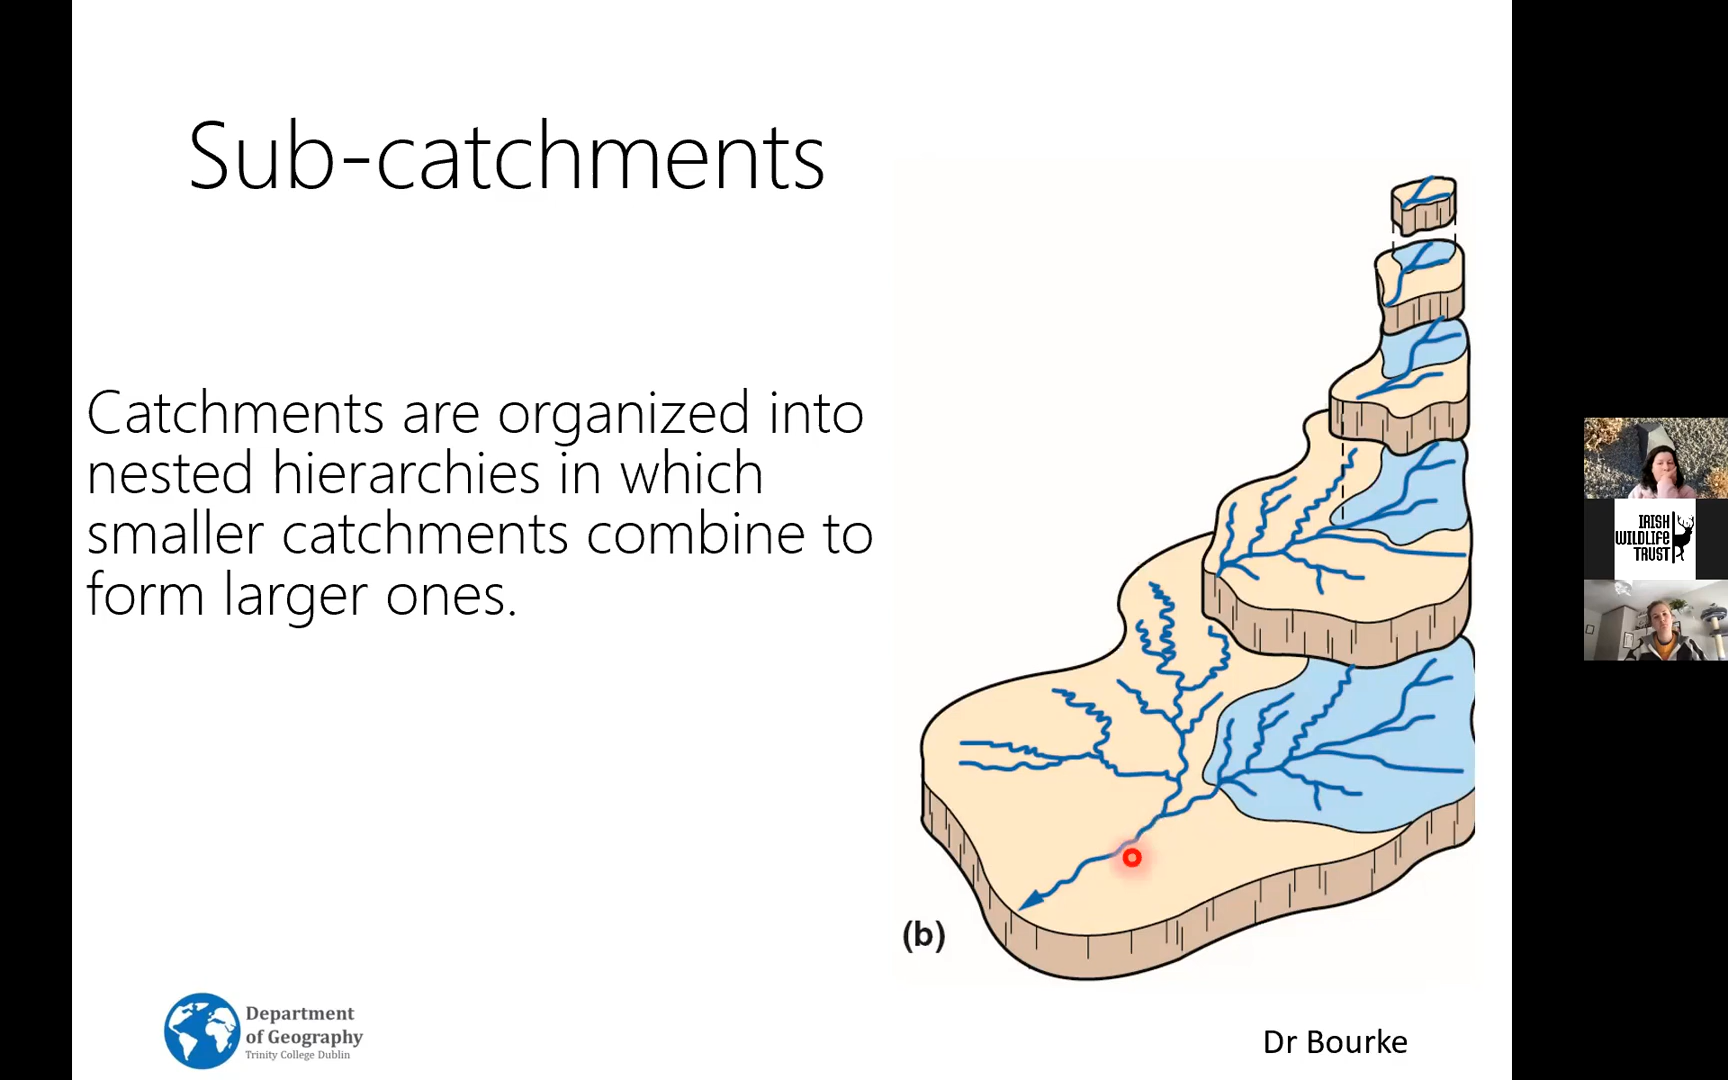 Sub-catchments
Catchments are organized into
nested hierarchies in which
smaller catchments combine to
form larger ones.
(b)
IRISH
WILDLIFE
TRUST
Department
of Geography
Trinity College Dublin
Dr Bourke